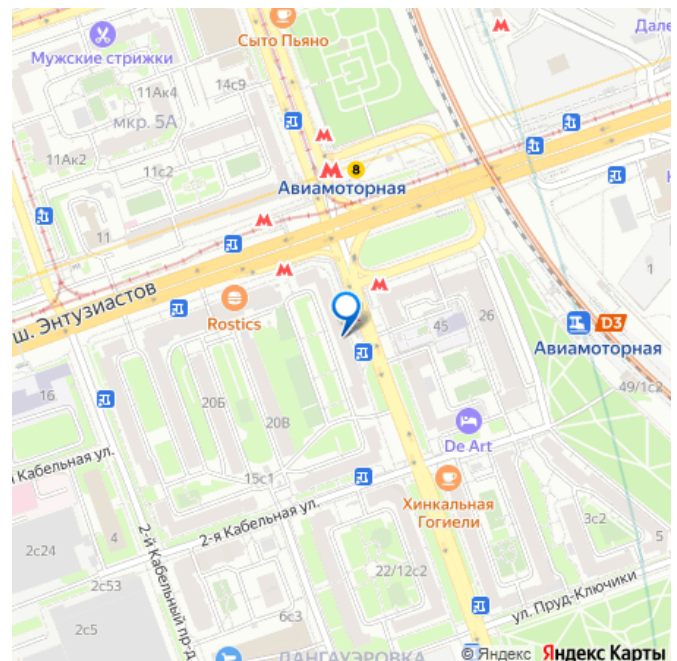 Сыто Пьяно
Дале
Мужские стрижки
14с9
11Ак4
мкр. 5А
11Ак2
11с2
8
Авиамоторная
11
1
ш. Энтузиастов
Rostics
45
26
D3
Авиамоторная
49/1с2
16
20Б
20В
De Art
Кабельная ул.
15с1
Хинкальная
Гогиели
2-я Кабельная ул.
3с2
5
2с24
4
2-й Кабельный пр-д
2с53
22/12с2
ул. Пруд-Ключики
6с3
2с5
ДАНГАУЭРОВКА
© Яндекс Яндекс Карты